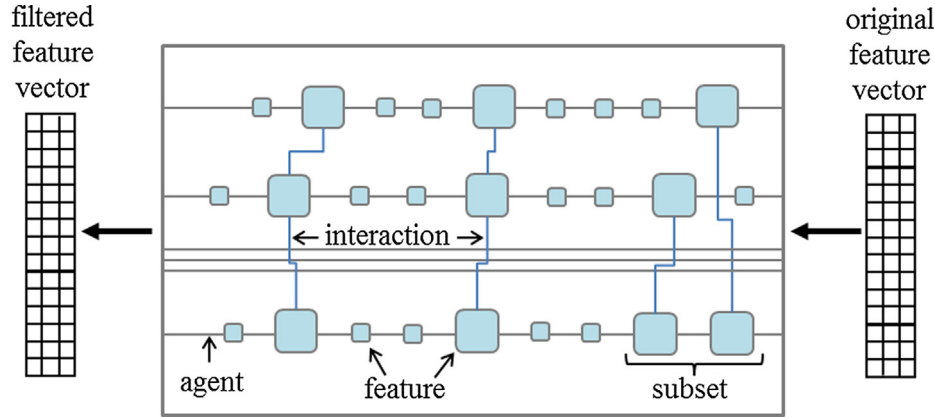 filtered
feature
vector
original
feature
vector
interaction
agent
feature
subset